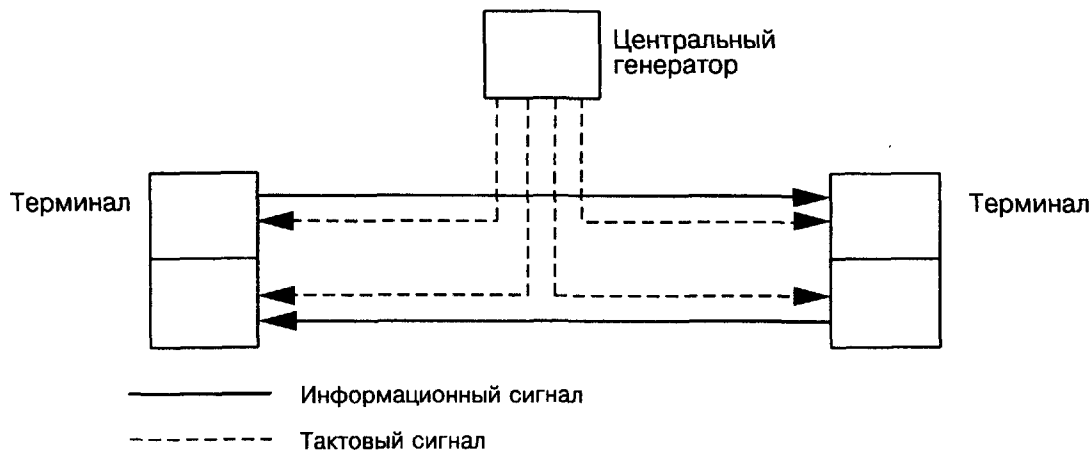 Центральный
генератор
Терминал
Терминал
Информационный сигнал
Тактовый сигнал